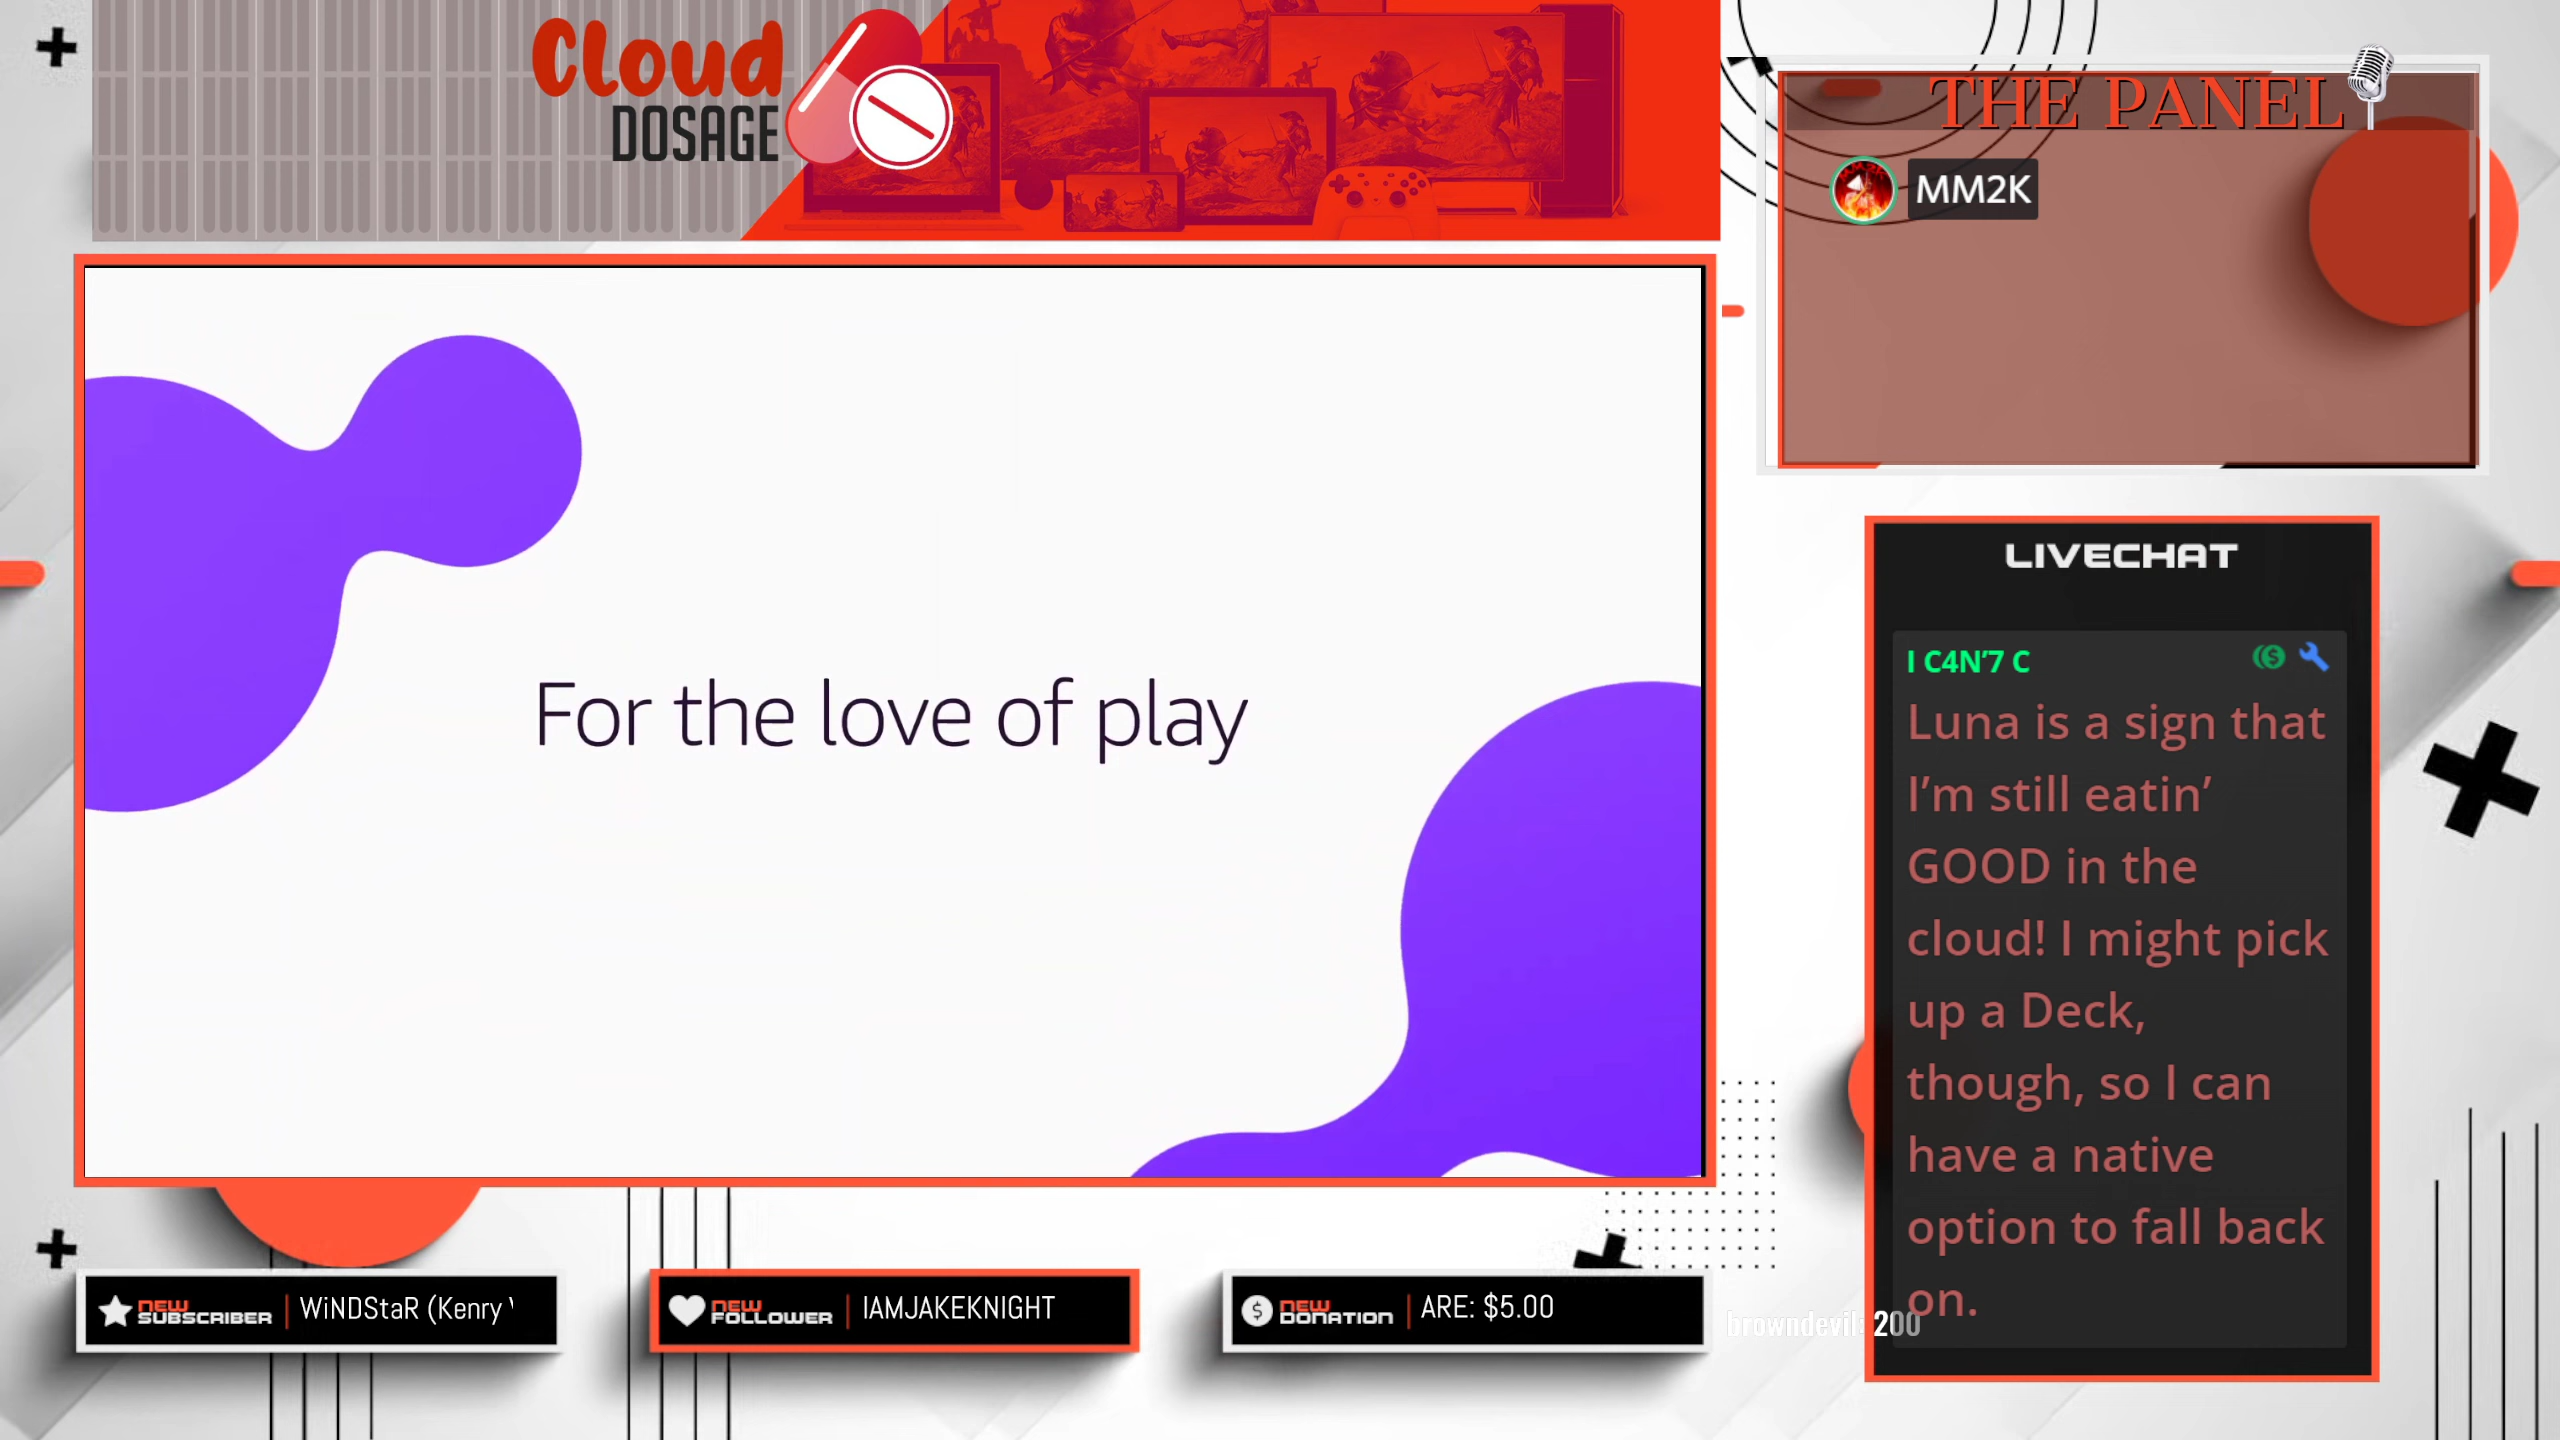 Cloud
DOSAGE
THE PANEL
MM2K
For the love of play
LIVECHAT
I C4N'7 C
Luna is a sign that
I'm still eatin'
GOOD in the
cloud! I might pick
up a Deck,
though, so I can
have a native
option to fall back
on.
NEW SUBSCRIBER
WiNDStaR (Kenry
NEW FOLLOWER
IAMJAKEKNIGHT
NEW DONATION
ARE: $5.00
browndevil: 200